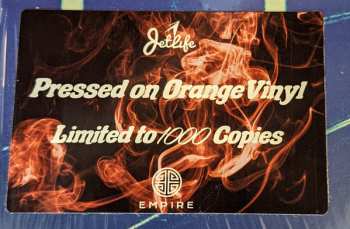 Jetlife
Pressed on Orange Vinyl
Limited to 1000 Copies
EMPIRE